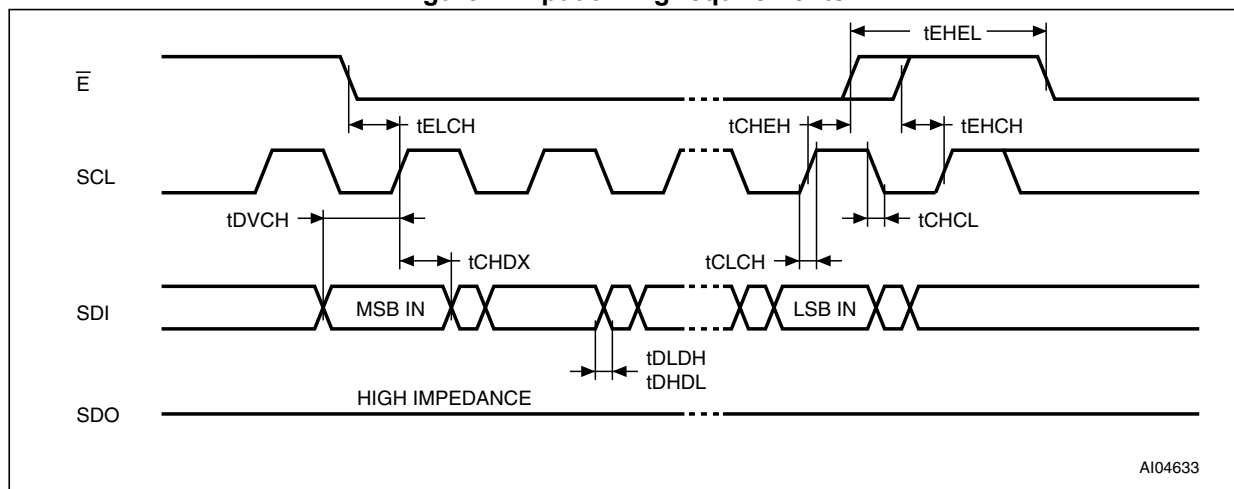 tEHEL
E
tELCH
tCHEH
tEHCH
SCL
tDVCH
tCHCL
tCHDX
tCLCH
SDI
MSB IN
LSB IN
tDLDH
tDHDL
HIGH IMPEDANCE
SDO
AI04633